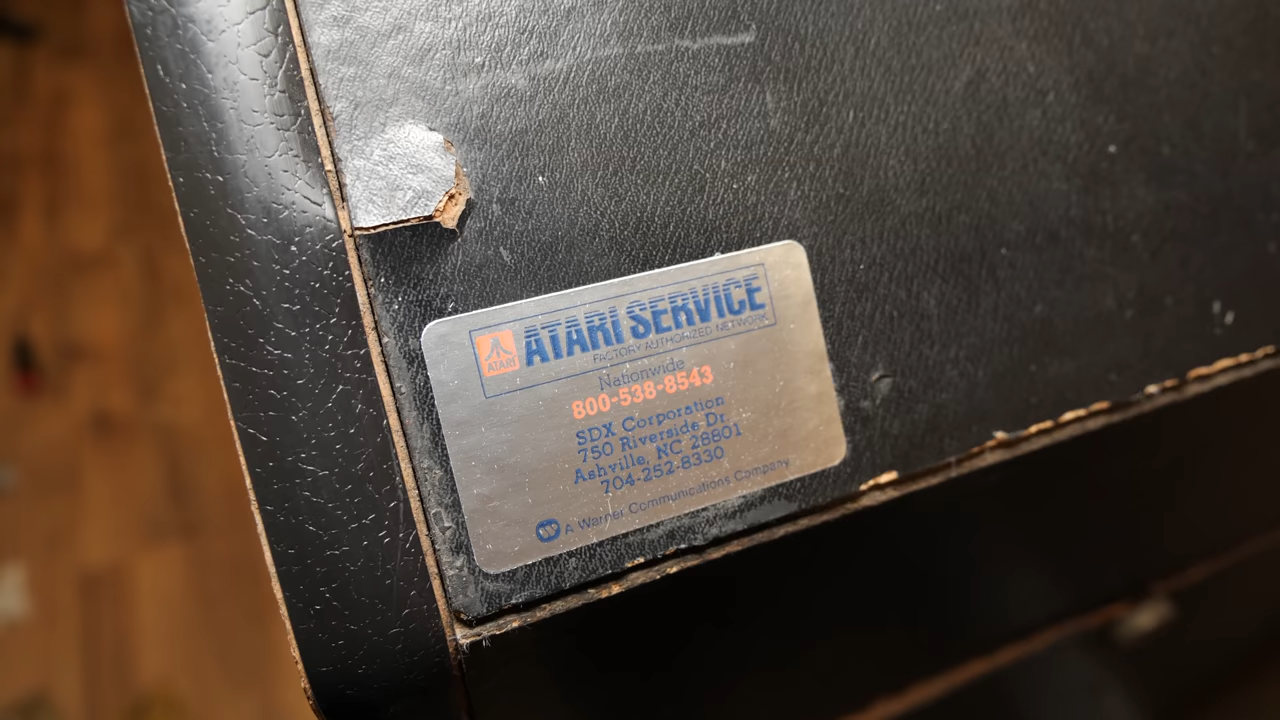 ATARI
ATARI SERVICE
FACTORY AUTHORIZED NETWORK
Nationwide
800-538-8543
SDX Corporation
750 Riverside Dr.
Ashville, NC 28801
704-252-8330
A Warner Communications Company